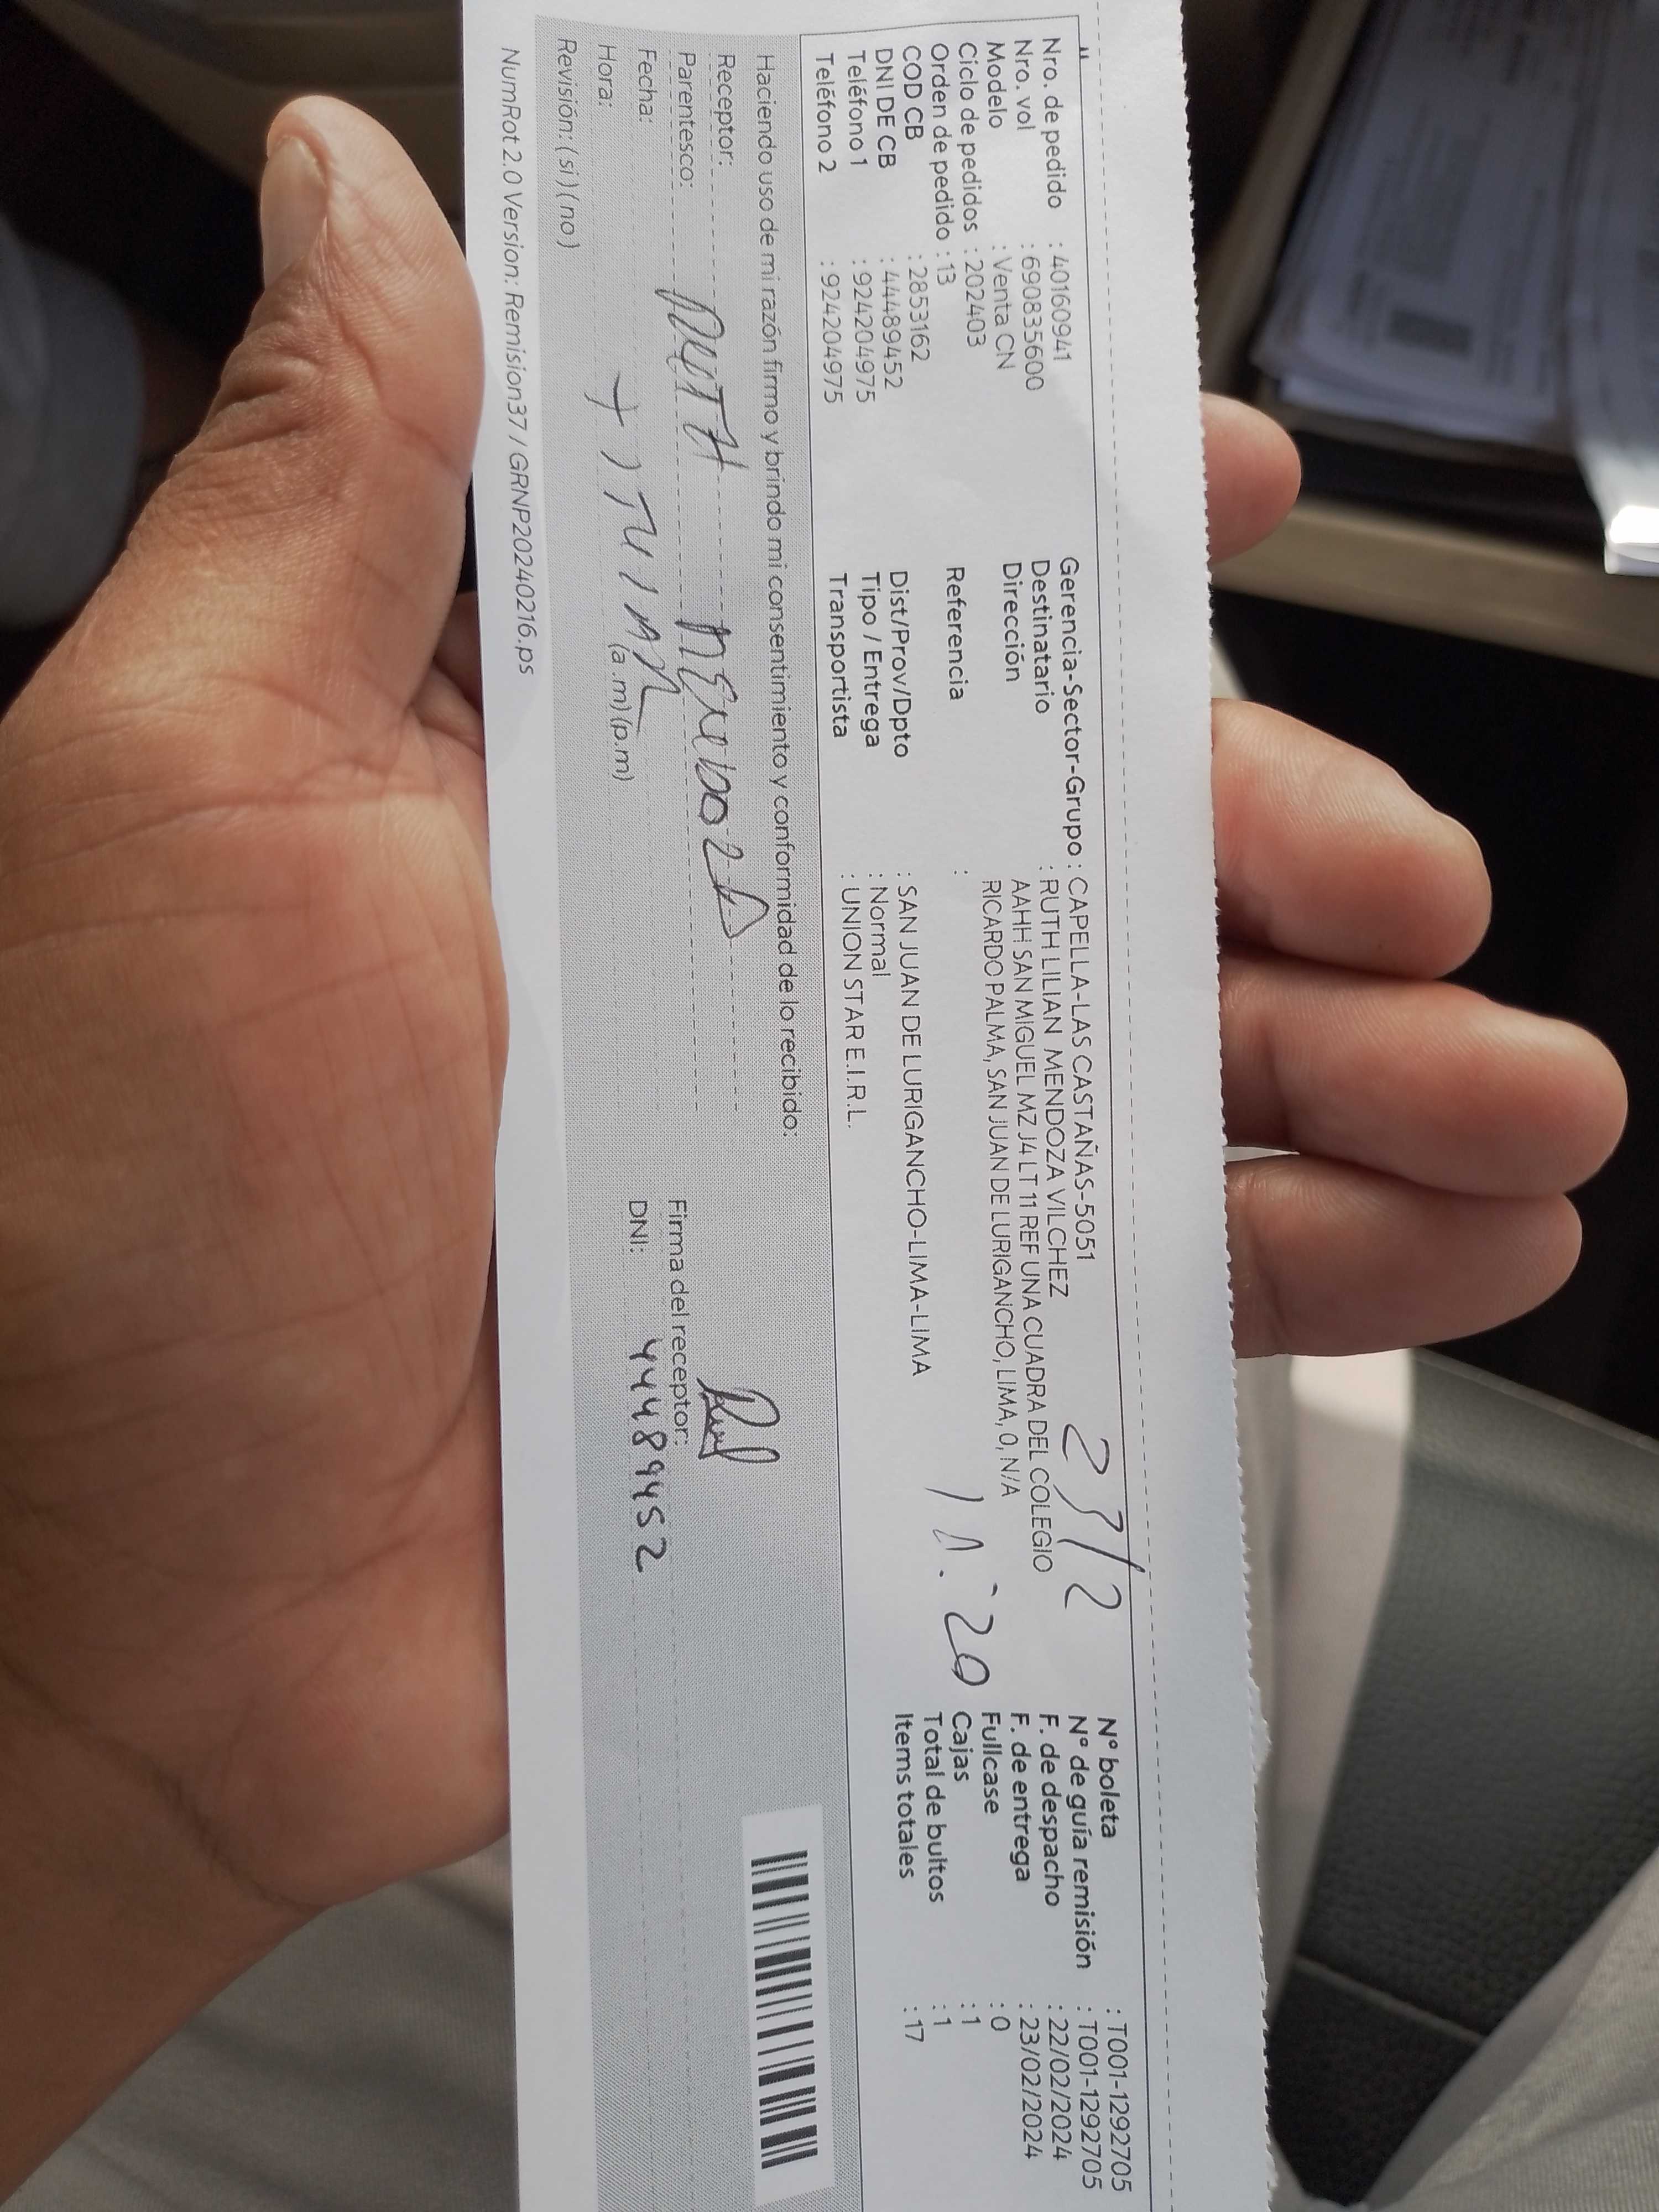 Nro. de pedido : 40160941
Nro. vol : 690835600
Modelo : Venta CN
Ciclo de pedidos : 202403
Orden de pedido : 13
COD CB : 2853162
DNI DE CB : 44489452
Teléfono 1 : 924204975
Teléfono 2 : 924204975
Gerencia-Sector-Grupo : CAPELLA-LAS CASTAÑAS-5051
Destinatario : RUTH LILIAN MENDOZA VILCHEZ
Dirección AAHH SAN MIGUEL MZ J4 LT 11 REF UNA CUADRA DEL COLEGIO
RICARDO PALMA, SAN JUAN DE LURIGANCHO, LIMA, 0, N/A
Referencia :
Dist/Prov/Dpto : SAN JUAN DE LURIGANCHO-LIMA-LIMA
Tipo / Entrega : Normal
Transportista : UNION STAR E.I.R.L.
23/2
11:20
N° boleta : T001-1292705
N° de guía remisión : T001-1292705
F. de despacho : 22/02/2024
F. de entrega : 23/02/2024
Fullcase : 0
Cajas : 1
Total de bultos : 1
Items totales : 17
Haciendo uso de mi razón firmo y brindo mi consentimiento y conformidad de lo recibido:
Receptor: RUTH MENDOZA
Parentesco:
Fecha:
Hora: (a.m) (p.m)
Revisión: ( si ) ( no )
Firma del receptor:
DNI: 44489452
NumRot 2.0 Version: Remision37 / GRNP20240216.ps